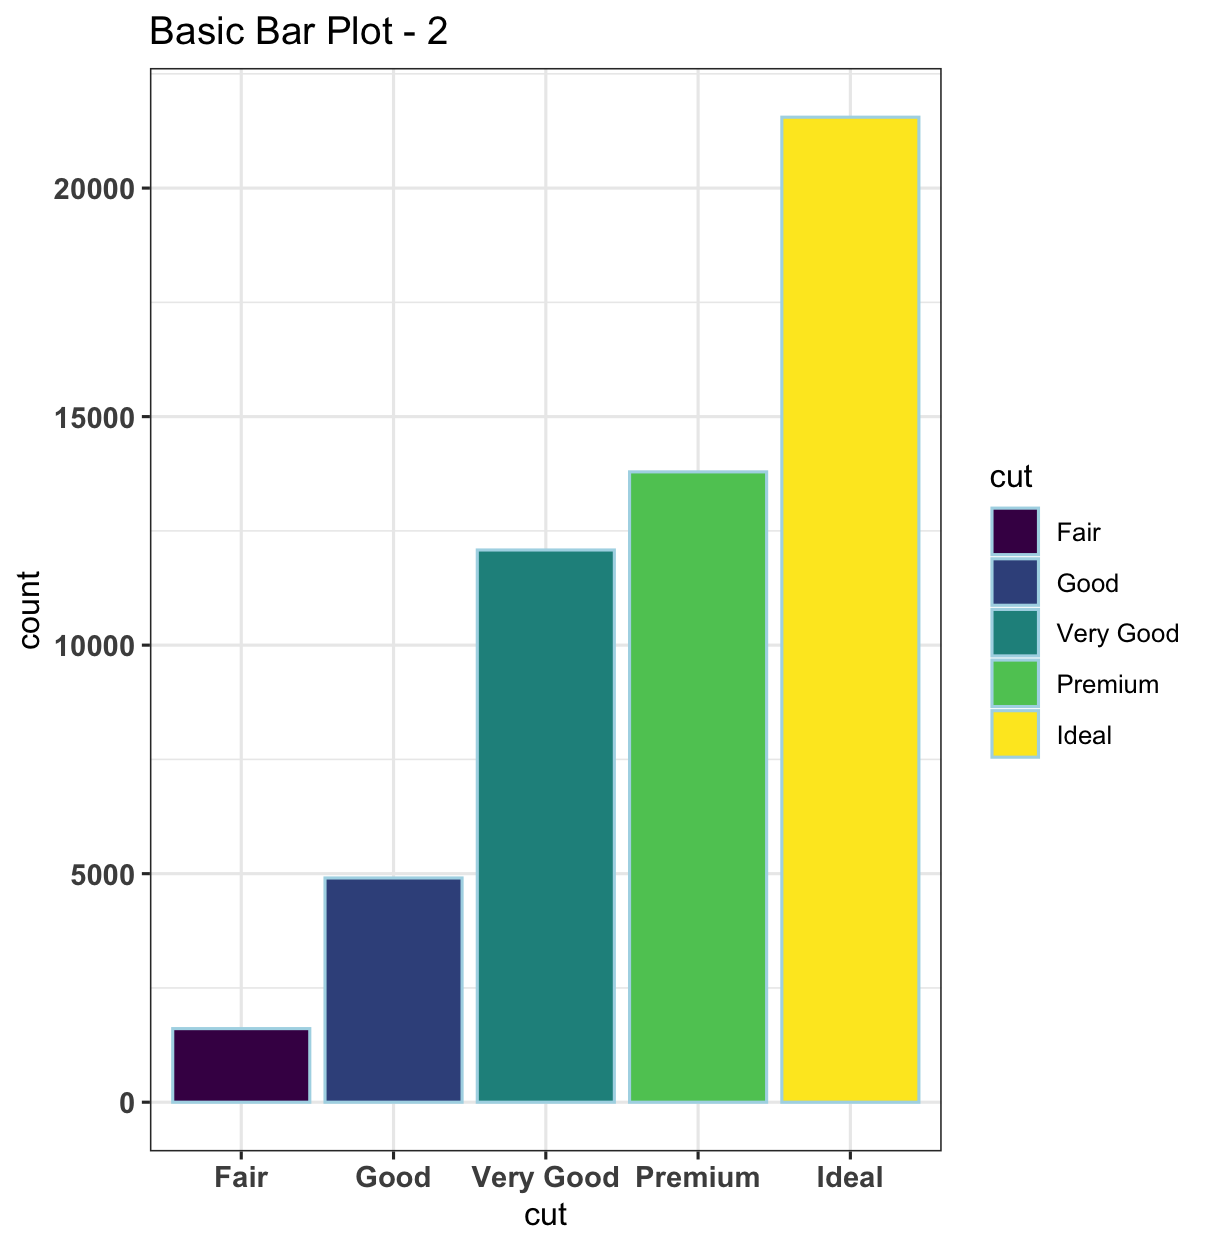 Basic Bar Plot - 2
20000
15000
10000
5000
0
count
Fair
Good
Very Good
Premium
Ideal
cut
cut
Fair
Good
Very Good
Premium
Ideal